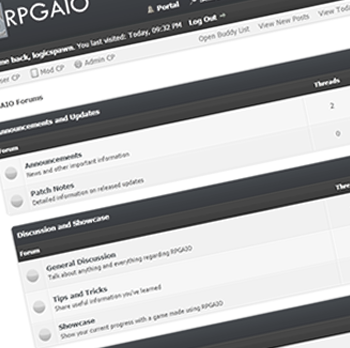 RPGAIO
Portal
me back, logicspawn. You last visited: Today, 09:32 PM Log Out
ser CP Mod CP Admin CP
Open Buddy List View New Posts View Toda
AIO Forums
Announcements and Updates
Forum Threads
Announcements
News and other important information
2
Patch Notes
Detailed information on released updates
0
Discussion and Showcase
Forum Thre
General Discussion
Talk about anything and everything regarding RPGAIO
Tips and Tricks
Share useful information you've learned
Showcase
Show your current progress with a game made using RPGAIO